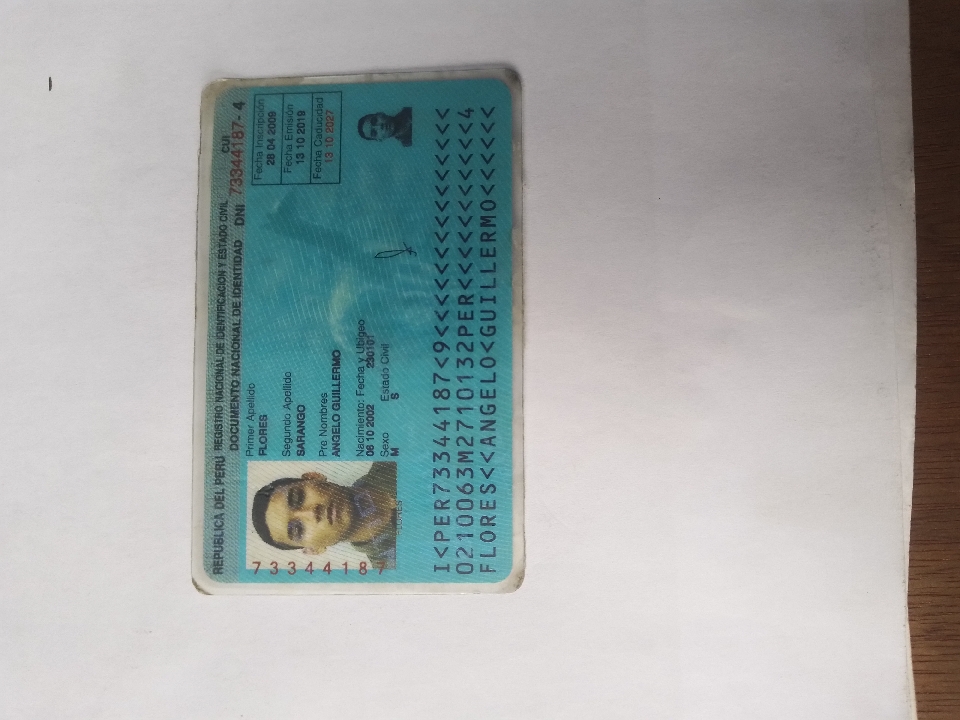 REPUBLICA DEL PERU REGISTRO NACIONAL DE IDENTIFICACION Y ESTADO CIVIL
CUI
DOCUMENTO NACIONAL DE IDENTIDAD DNI 73344187- 4
Primer Apellido
FLORES
Segundo Apellido
SARANGO
Pre Nombres
ANGELO GUILLERMO
Nacimiento: Fecha y Ubigeo
06 10 2002 230101
Sexo Estado Civil
M S
Fecha Inscripción
28 04 2009
Fecha Emisión
13 10 2019
Fecha Caducidad
13 10 2027
73344187
FLORES
I<PER73344187<9<<<<<<<<<<<<<<<
0210063M2710132PER<<<<<<<<<<<4
FLORES<<ANGELO<GUILLERMO<<<<<<